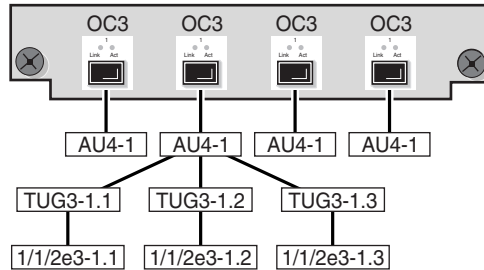 OC3 OC3 OC3 OC3
1 1 1 1
Link Act Link Act Link Act Link Act
AU4-1 AU4-1 AU4-1 AU4-1
TUG3-1.1 TUG3-1.2 TUG3-1.3
1/1/2e3-1.1 1/1/2e3-1.2 1/1/2e3-1.3